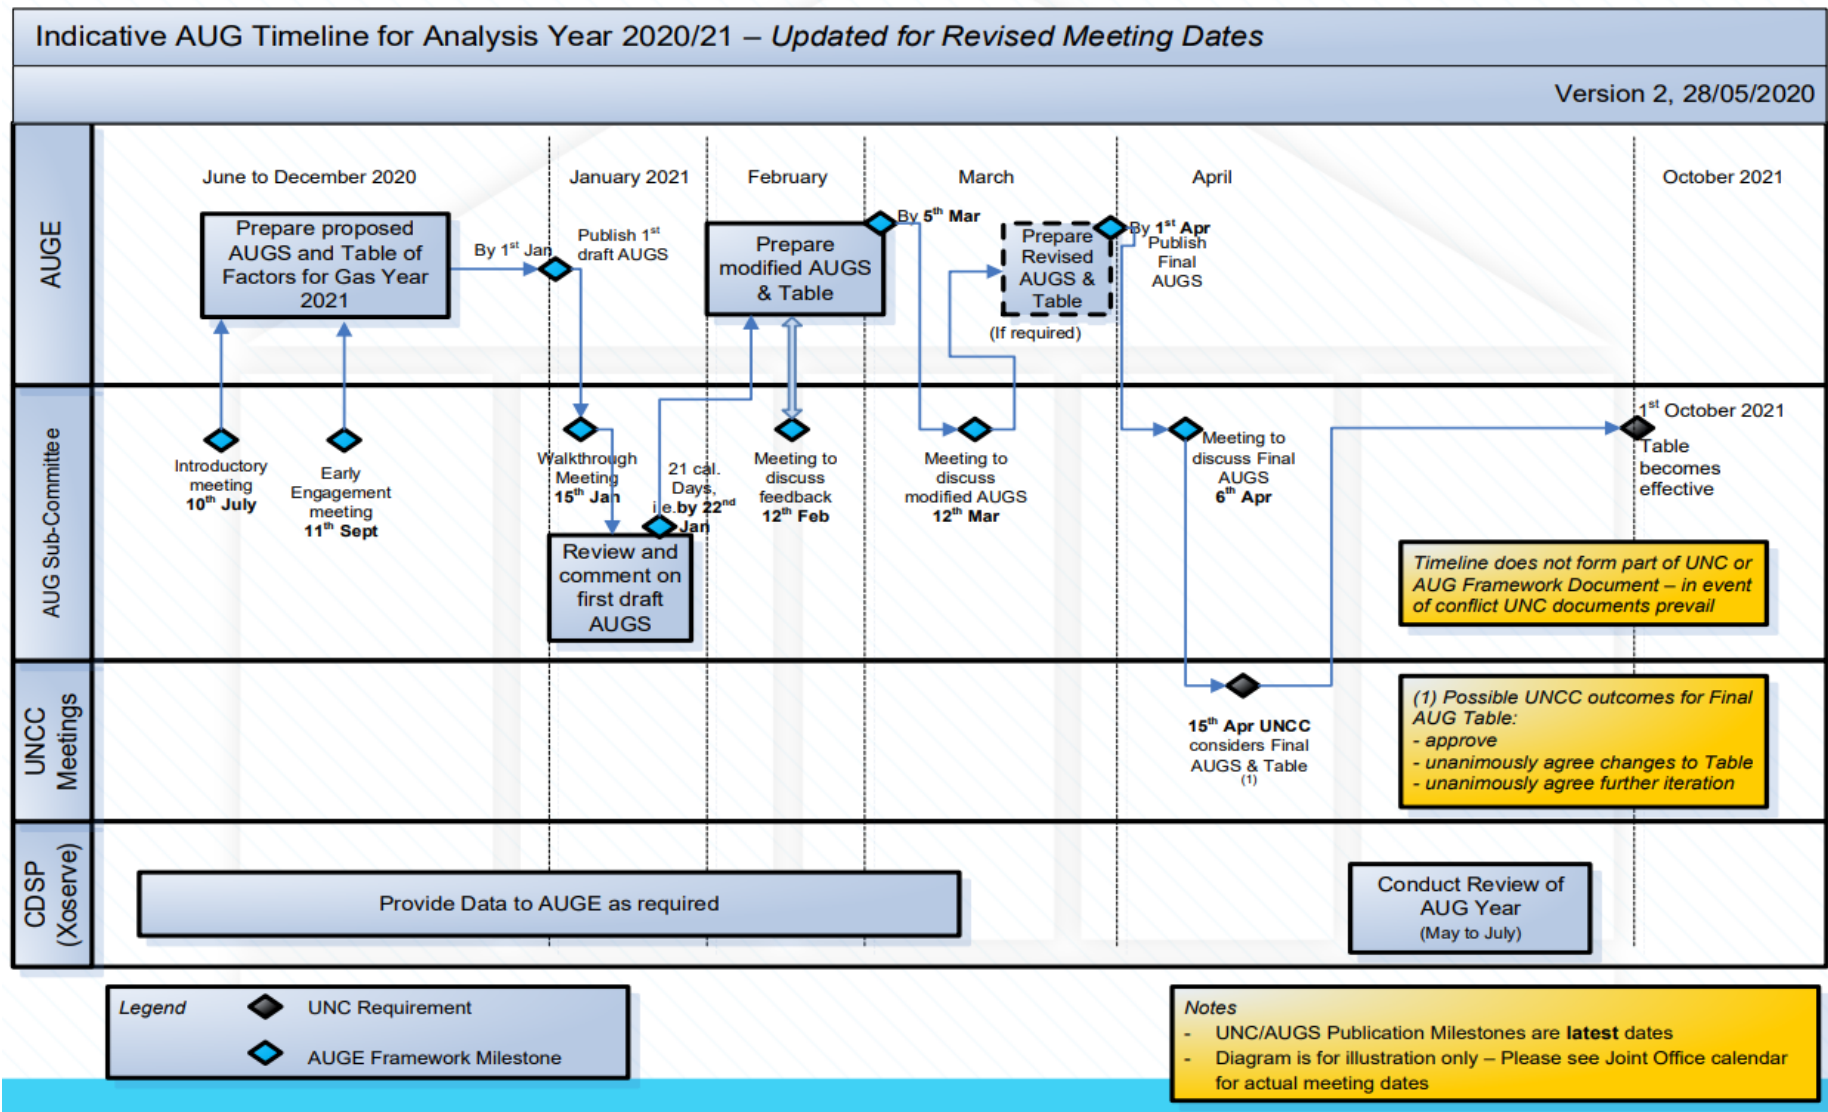 Indicative AUG Timeline for Analysis Year 2020/21 – Updated for Revised Meeting Dates
Version 2, 28/05/2020
AUGE
June to December 2020
January 2021
February
March
April
October 2021
Prepare proposed
AUGS and Table of
Factors for Gas Year
2021
By 1st Jan
Publish 1st
draft AUGS
Prepare
modified AUGS
& Table
By 5th Mar
Prepare
Revised
AUGS &
Table
(If required)
By 1st Apr
Publish
Final
AUGS
AUG Sub-Committee
Introductory
meeting
10th July
Early
Engagement
meeting
11th Sept
Walkthrough
Meeting
15th Jan
21 cal.
Days,
i.e.by 22nd
Jan
Review and
comment on
first draft
AUGS
Meeting to
discuss
feedback
12th Feb
Meeting to
discuss
modified AUGS
12th Mar
Meeting to
discuss Final
AUGS
6th Apr
1st October 2021
Table
becomes
effective
Timeline does not form part of UNC or
AUG Framework Document – in event
of conflict UNC documents prevail
UNCC
Meetings
15th Apr UNCC
considers Final
AUGS & Table
(1)
(1) Possible UNCC outcomes for Final
AUG Table:
- approve
- unanimously agree changes to Table
- unanimously agree further iteration
CDSP
(Xoserve)
Provide Data to AUGE as required
Conduct Review of
AUG Year
(May to July)
Legend
UNC Requirement
AUGE Framework Milestone
Notes
- UNC/AUGS Publication Milestones are latest dates
- Diagram is for illustration only – Please see Joint Office calendar
for actual meeting dates